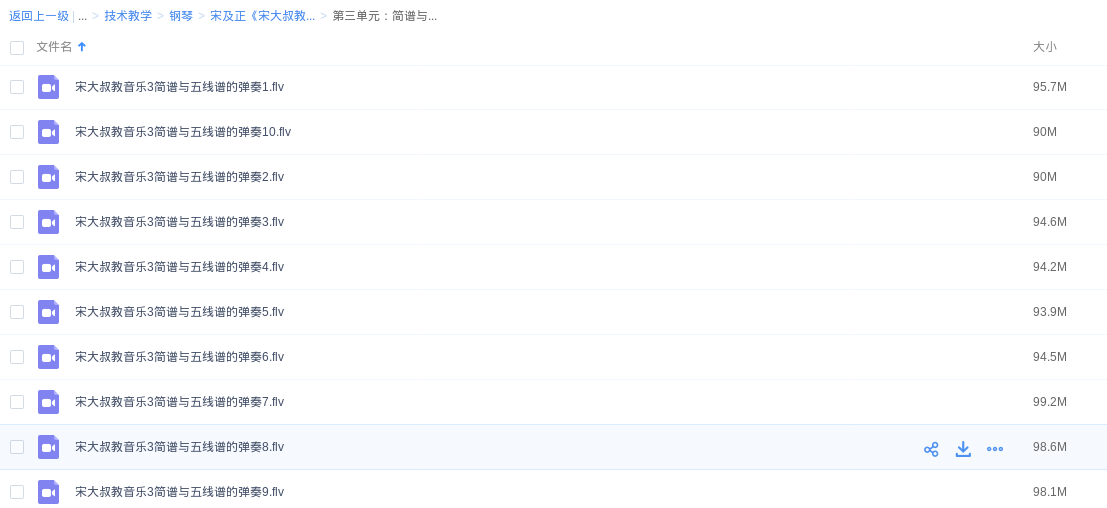 返回上一级 | ... > 技术教学 > 钢琴 > 宋及正《宋大叔教... > 第三单元：简谱与...
文件名 大小
宋大叔教音乐3简谱与五线谱的弹奏1.flv 95.7M
宋大叔教音乐3简谱与五线谱的弹奏10.flv 90M
宋大叔教音乐3简谱与五线谱的弹奏2.flv 90M
宋大叔教音乐3简谱与五线谱的弹奏3.flv 94.6M
宋大叔教音乐3简谱与五线谱的弹奏4.flv 94.2M
宋大叔教音乐3简谱与五线谱的弹奏5.flv 93.9M
宋大叔教音乐3简谱与五线谱的弹奏6.flv 94.5M
宋大叔教音乐3简谱与五线谱的弹奏7.flv 99.2M
宋大叔教音乐3简谱与五线谱的弹奏8.flv 98.6M
宋大叔教音乐3简谱与五线谱的弹奏9.flv 98.1M